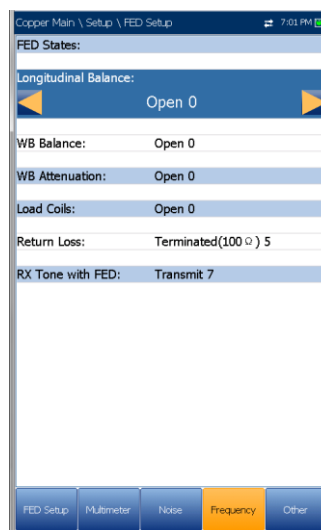 Copper Main \ Setup \ FED Setup 7:01 PM
FED States:
Longitudinal Balance:
Open 0
WB Balance: Open 0
WB Attenuation: Open 0
Load Coils: Open 0
Return Loss: Terminated(100 Ω) 5
RX Tone with FED: Transmit 7
FED Setup Multimeter Noise Frequency Other